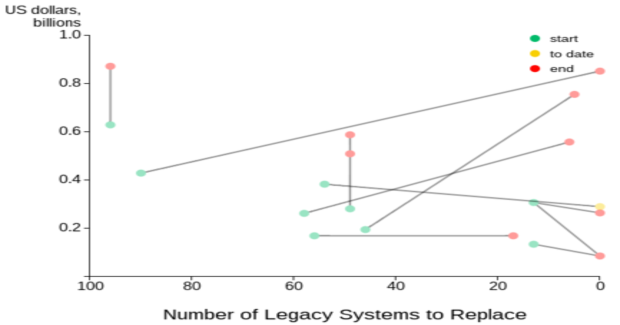 US dollars,
billions
1.0
0.8
0.6
0.4
0.2
100
80
60
40
20
0
Number of Legacy Systems to Replace
start
to date
end